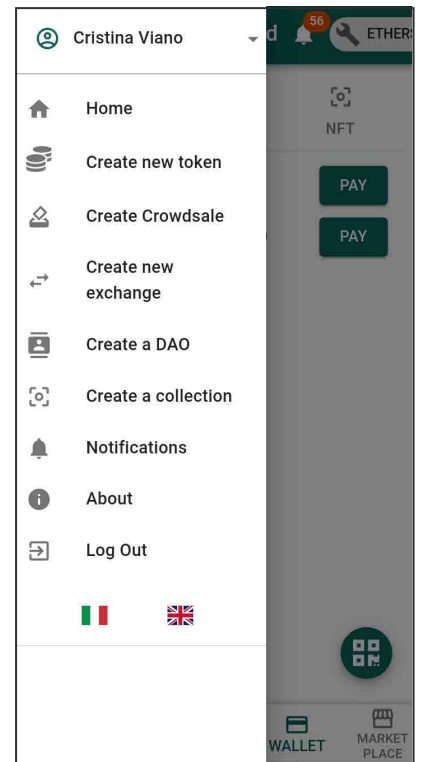 Cristina Viano
56
Home
Create new token
Create Crowdsale
Create new
exchange
Create a DAO
Create a collection
Notifications
About
Log Out
NFT
PAY
PAY
WALLET
MARKET
PLACE